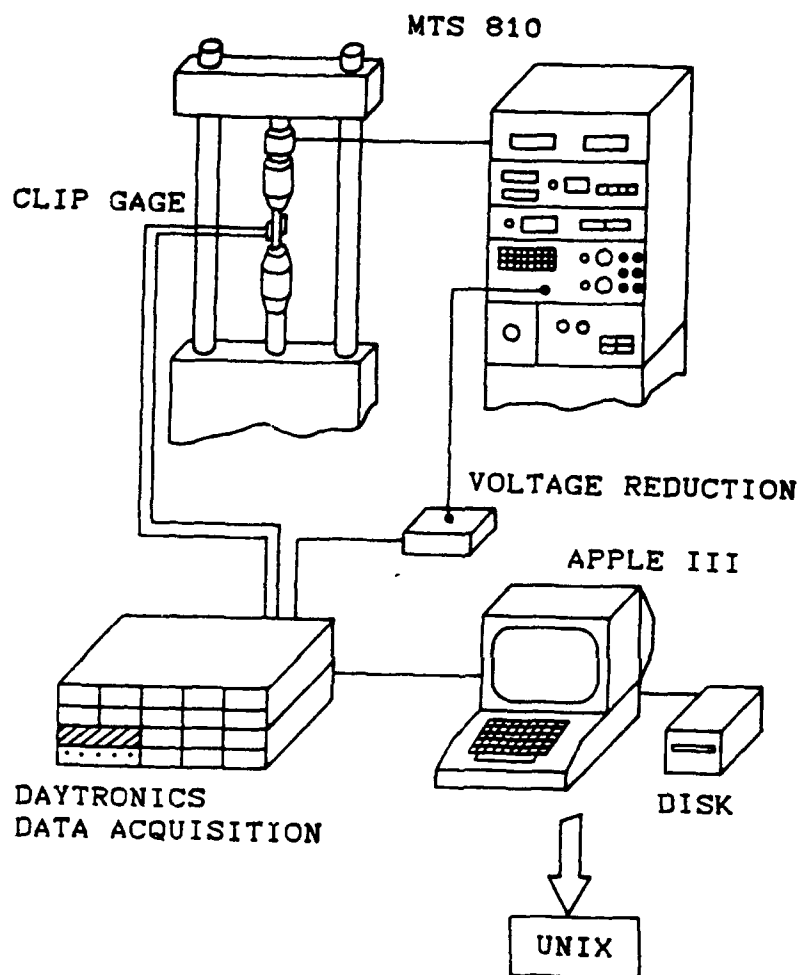 MTS 810
CLIP GAGE
VOLTAGE REDUCTION
APPLE III
DAYTRONICS
DATA ACQUISITION
DISK
UNIX